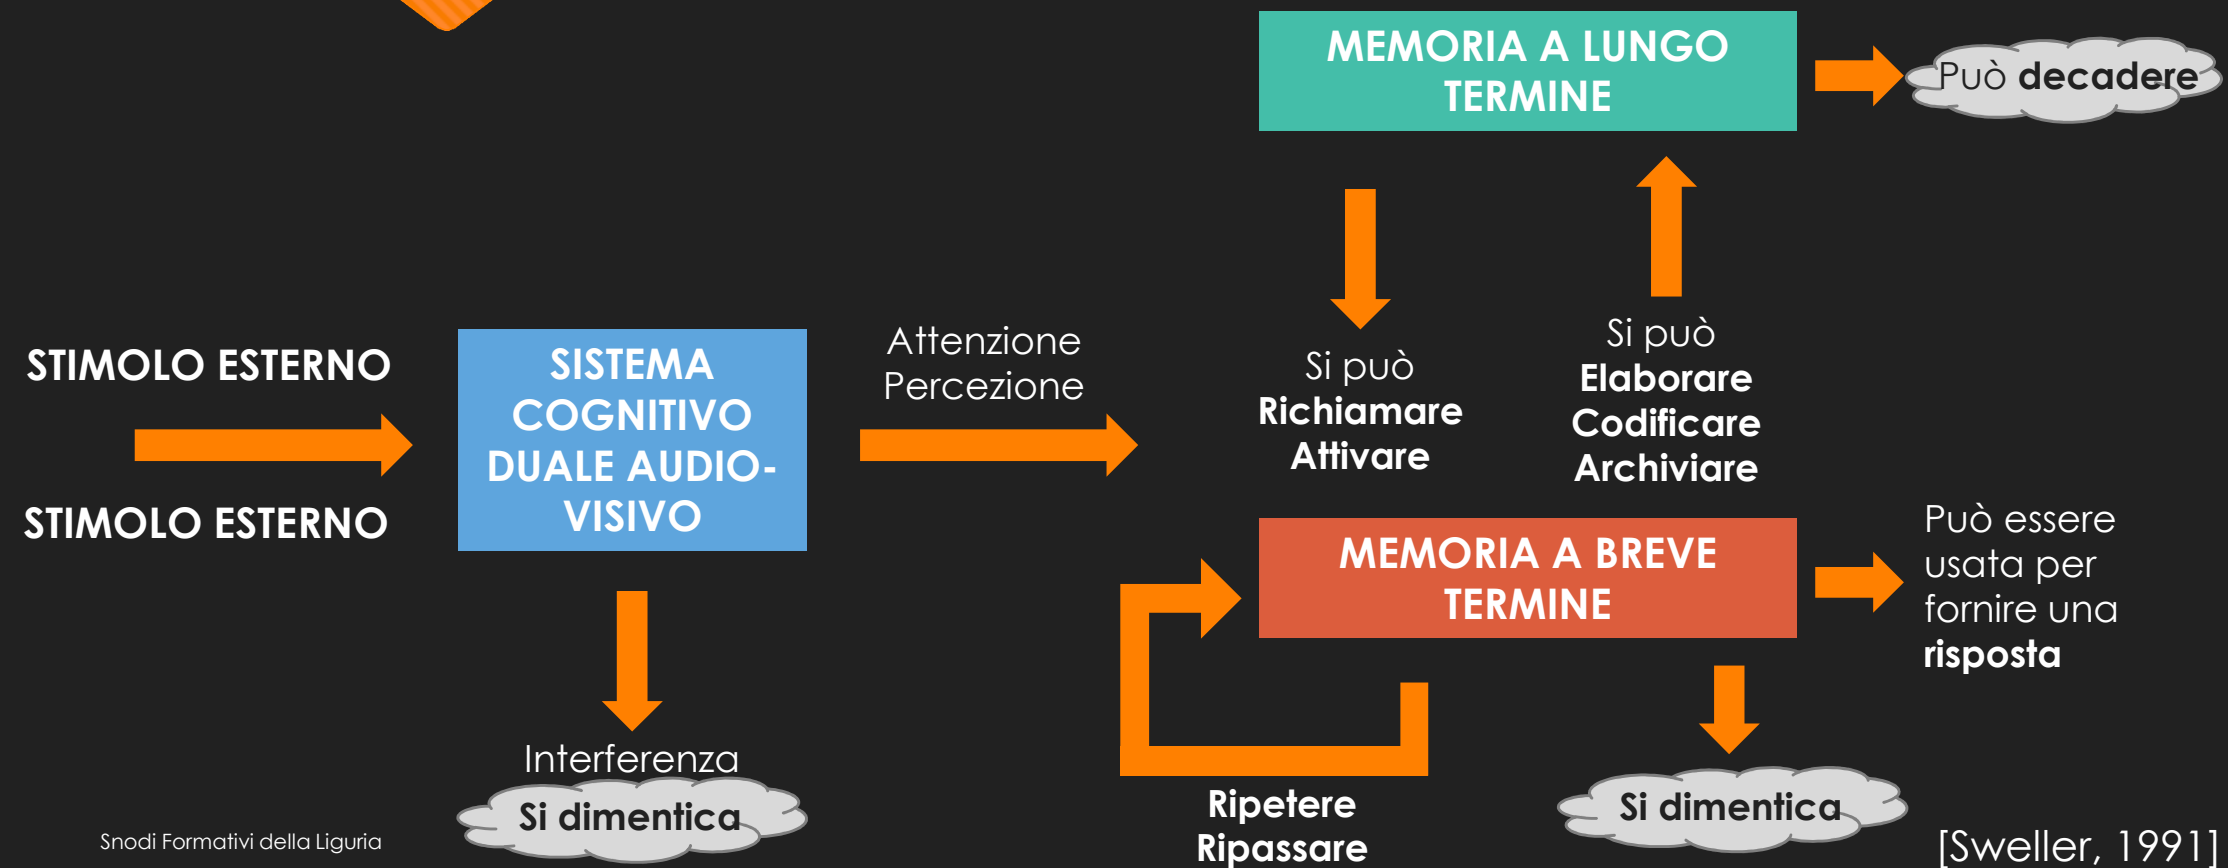 MEMORIA A LUNGO
TERMINE
Può decadere
STIMOLO ESTERNO
STIMOLO ESTERNO
SISTEMA
COGNITIVO
DUALE AUDIO-
VISIVO
Attenzione
Percezione
Si può
Richiamare
Attivare
Si può
Elaborare
Codificare
Archiviare
MEMORIA A BREVE
TERMINE
Può essere
usata per
fornire una
risposta
Interferenza
Si dimentica
Ripetere
Ripassare
Si dimentica
Snodi Formativi della Liguria
[Sweller, 1991]